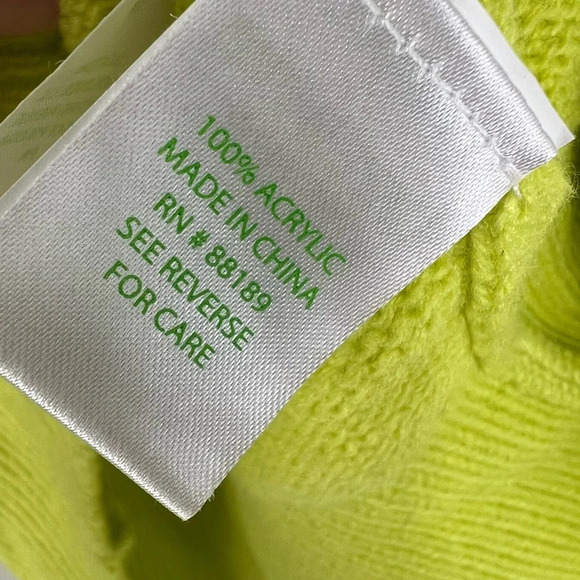 100% ACRYLIC
MADE IN CHINA
RN # 88189
SEE REVERSE
FOR CARE